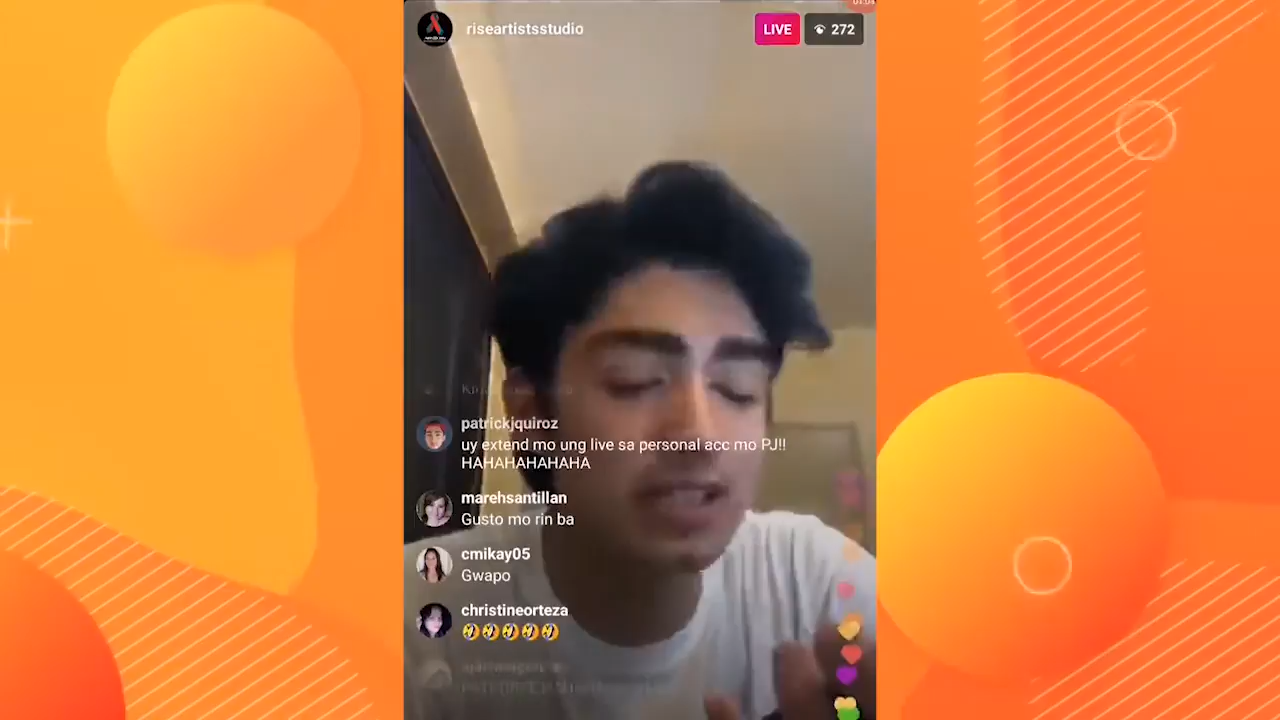 riseartistsstudio
LIVE
272
patrickjquiroz
uy extend mo ung live sa personal acc mo PJ!!
HAHAHAHAHAHA
marehsantillan
Gusto mo rin ba
cmikay05
Gwapo
christineorteza
🤣🤣🤣🤣🤣